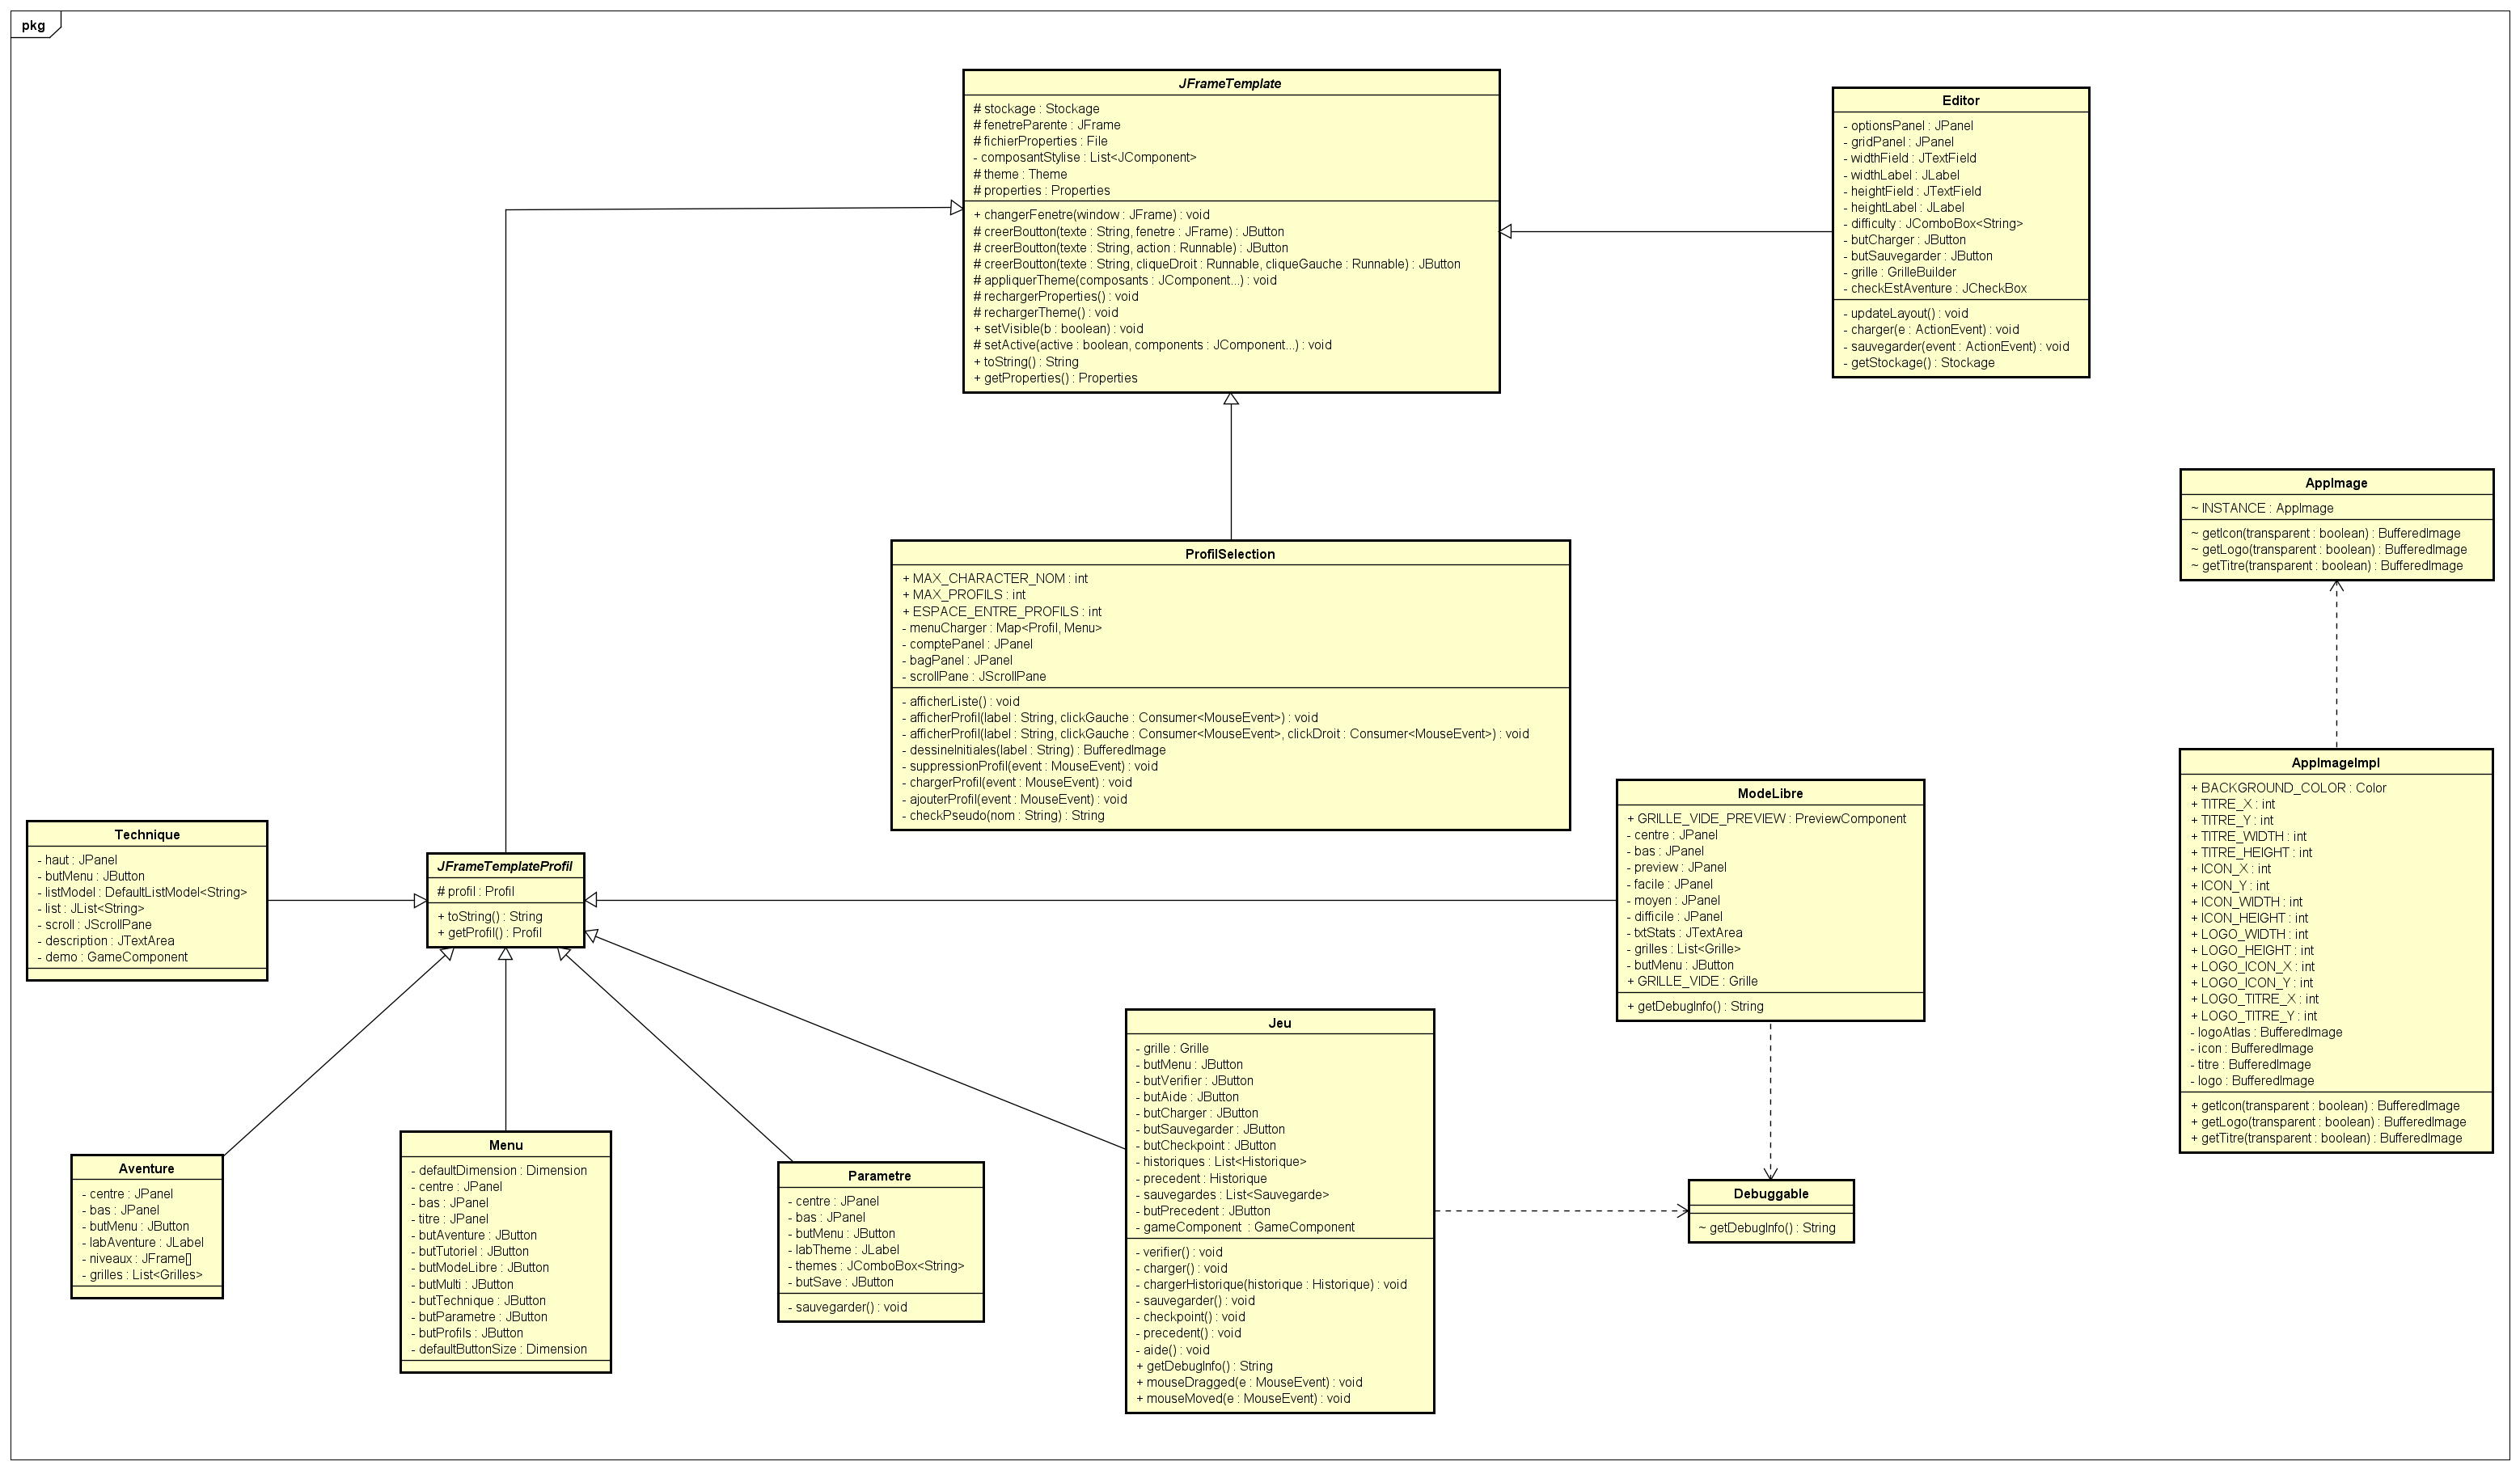 pkg
JFrameTemplate
# stockage : Stockage
# fenetreParente : JFrame
# fichierProperties : File
- composantStylise : List<JComponent>
# theme : Theme
# properties : Properties
+ changerFenetre(window : JFrame) : void
# creerBoutton(texte : String, fenetre : JFrame) : JButton
# creerBoutton(texte : String, action : Runnable) : JButton
# creerBoutton(texte : String, cliqueDroit : Runnable, cliqueGauche : Runnable) : JButton
# appliquerTheme(composants : JComponent...) : void
# rechargerProperties() : void
# rechargerTheme() : void
+ setVisible(b : boolean) : void
# setActive(active : boolean, components : JComponent...) : void
+ toString() : String
+ getProperties() : Properties
Editor
- optionsPanel : JPanel
- gridPanel : JPanel
- widthField : JTextField
- widthLabel : JLabel
- heightField : JTextField
- heightLabel : JLabel
- difficulty : JComboBox<String>
- butCharger : JButton
- butSauvegarder : JButton
- grille : GrilleBuilder
- checkEstAventure : JCheckBox
- updateLayout() : void
- charger(e : ActionEvent) : void
- sauvegarder(event : ActionEvent) : void
- getStockage() : Stockage
AppImage
~ INSTANCE : AppImage
~ getIcon(transparent : boolean) : BufferedImage
~ getLogo(transparent : boolean) : BufferedImage
~ getTitre(transparent : boolean) : BufferedImage
ProfilSelection
+ MAX_CHARACTER_NOM : int
+ MAX_PROFILS : int
+ ESPACE_ENTRE_PROFILS : int
- menuCharger : Map<Profil, Menu>
- comptePanel : JPanel
- bagPanel : JPanel
- scrollPane : JScrollPane
- afficherListe() : void
- afficherProfil(label : String, clickGauche : Consumer<MouseEvent>) : void
- afficherProfil(label : String, clickGauche : Consumer<MouseEvent>, clickDroit : Consumer<MouseEvent>) : void
- dessineInitiales(label : String) : BufferedImage
- suppressionProfil(event : MouseEvent) : void
- chargerProfil(event : MouseEvent) : void
- ajouterProfil(event : MouseEvent) : void
- checkPseudo(nom : String) : String
AppImageImpl
+ BACKGROUND_COLOR : Color
+ TITRE_X : int
+ TITRE_Y : int
+ TITRE_WIDTH : int
+ TITRE_HEIGHT : int
+ ICON_X : int
+ ICON_Y : int
+ ICON_WIDTH : int
+ ICON_HEIGHT : int
+ LOGO_WIDTH : int
+ LOGO_HEIGHT : int
+ LOGO_ICON_X : int
+ LOGO_ICON_Y : int
+ LOGO_TITRE_X : int
+ LOGO_TITRE_Y : int
- logoAtlas : BufferedImage
- icon : BufferedImage
- titre : BufferedImage
- logo : BufferedImage
+ getIcon(transparent : boolean) : BufferedImage
+ getLogo(transparent : boolean) : BufferedImage
+ getTitre(transparent : boolean) : BufferedImage
ModeLibre
+ GRILLE_VIDE_PREVIEW : PreviewComponent
- centre : JPanel
- bas : JPanel
- preview : JPanel
- facile : JPanel
- moyen : JPanel
- difficile : JPanel
- txtStats : JTextArea
- grilles : List<Grille>
- butMenu : JButton
+ GRILLE_VIDE : Grille
+ getDebugInfo() : String
Technique
- haut : JPanel
- butMenu : JButton
- listModel : DefaultListModel<String>
- list : JList<String>
- scroll : JScrollPane
- description : JTextArea
- demo : GameComponent
JFrameTemplateProfil
# profil : Profil
+ toString() : String
+ getProfil() : Profil
Jeu
- grille : Grille
- butMenu : JButton
- butVerifier : JButton
- butAide : JButton
- butCharger : JButton
- butSauvegarder : JButton
- butCheckpoint : JButton
- historiques : List<Historique>
- precedent : Historique
- sauvegardes : List<Sauvegarde>
- butPrecedent : JButton
- gameComponent : GameComponent
- verifier() : void
- charger() : void
- chargerHistorique(historique : Historique) : void
- sauvegarder() : void
- checkpoint() : void
- precedent() : void
- aide() : void
+ getDebugInfo() : String
+ mouseDragged(e : MouseEvent) : void
+ mouseMoved(e : MouseEvent) : void
Aventure
- centre : JPanel
- bas : JPanel
- butMenu : JButton
- labAventure : JLabel
- niveaux : JFrame[]
- grilles : List<Grilles>
Menu
- defaultDimension : Dimension
- centre : JPanel
- bas : JPanel
- titre : JPanel
- butAventure : JButton
- butTutoriel : JButton
- butModeLibre : JButton
- butMulti : JButton
- butTechnique : JButton
- butParametre : JButton
- butProfils : JButton
- defaultButtonSize : Dimension
Parametre
- centre : JPanel
- bas : JPanel
- butMenu : JButton
- labTheme : JLabel
- themes : JComboBox<String>
- butSave : JButton
- sauvegarder() : void
Debuggable
~ getDebugInfo() : String